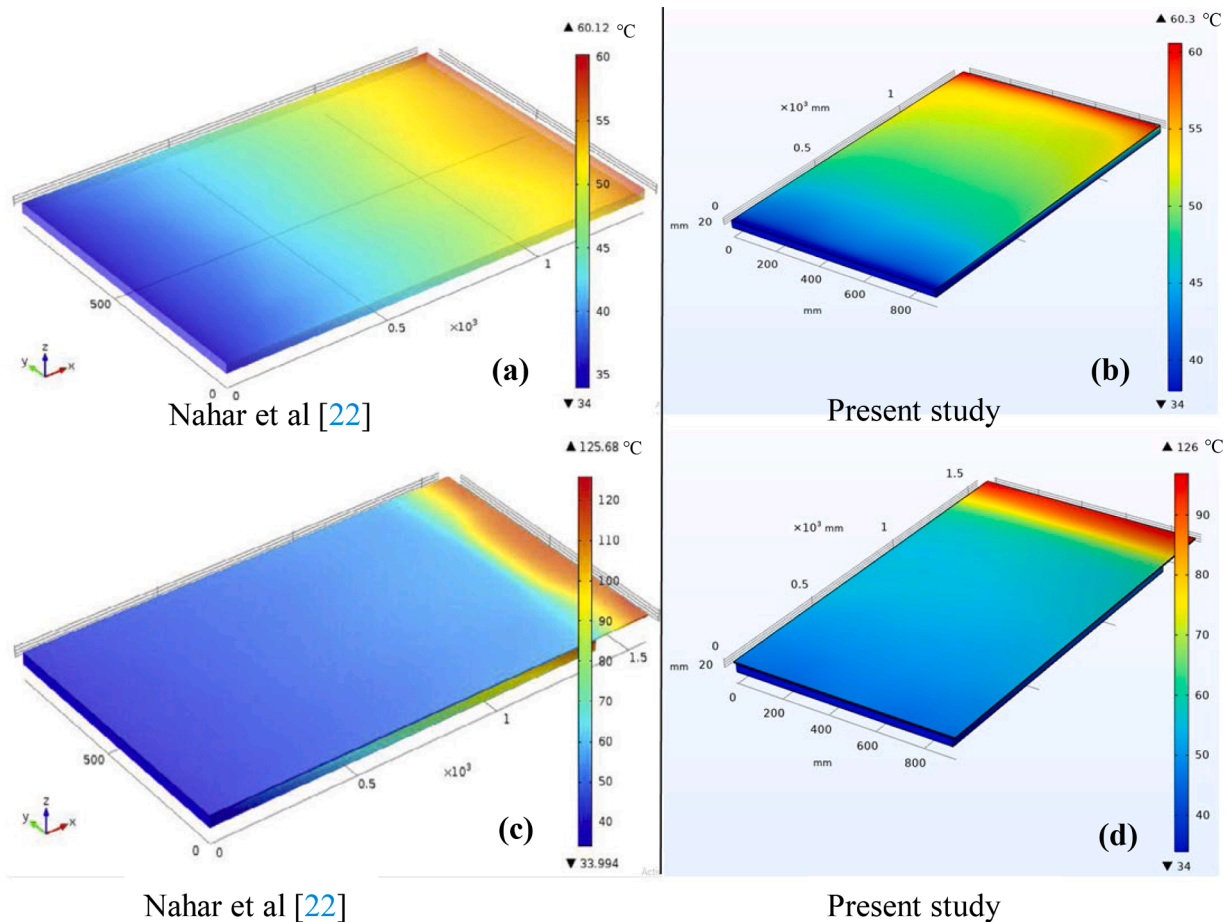 ▲ 60.12 °C
60
55
50
45
40
35
▼ 34
500
0 0
0.5
×10³
1
y z x
(a)
Nahar et al [22]
▲ 60.3 °C
60
55
50
45
40
▼ 34
1
×10³ mm
0.5
0
mm 20
0
200
400
mm 600
800
(b)
Present study
▲ 125.68 °C
120
110
100
90
80
70
60
50
40
▼ 33.994
500
0 0
0.5
×10³
1
1.5
y z x
(c)
Acti
Nahar et al [22]
▲ 126 °C
90
80
70
60
50
40
▼ 34
1.5
×10³ mm 1
0.5
0
mm 20
0
200
400
mm 600
800
(d)
Present study